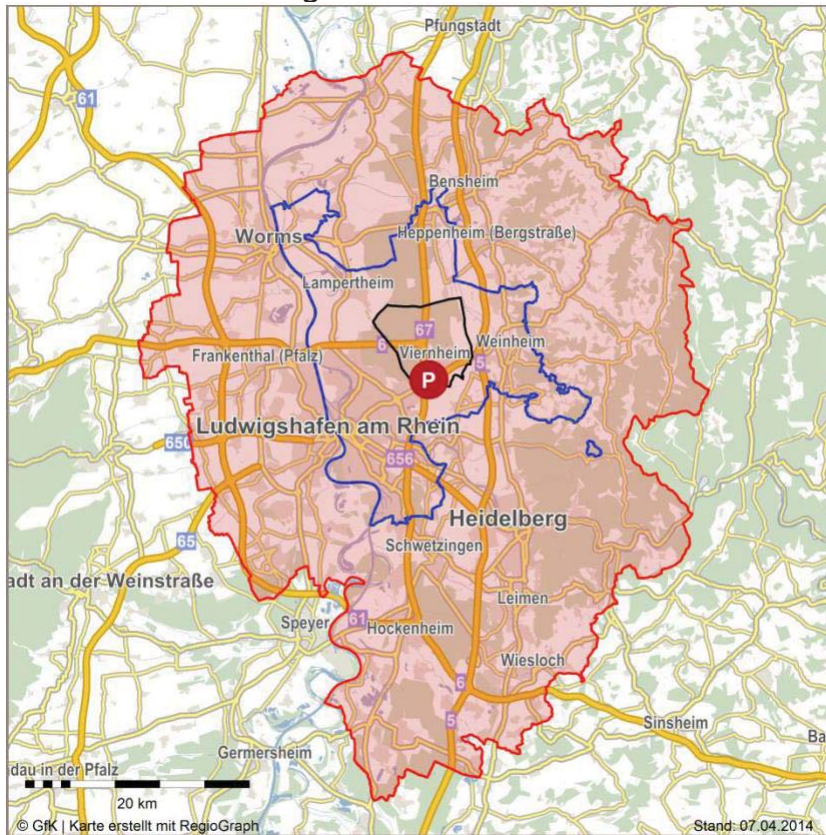 Pfungstadt
61
Bensheim
Worms
Heppenheim (Bergstraße)
Lampertheim
67
6
Weinheim
Frankenthal (Pfalz)
Viernheim
5
P
Ludwigshafen am Rhein
650
656
Heidelberg
65
Schwetzingen
adt an der Weinstraße
Leimen
Speyer
61
Hockenheim
Wiesloch
6
5
Sinsheim
Ba
Germersheim
dau in der Pfalz
20 km
© GfK | Karte erstellt mit RegioGraph
Stand: 07.04.2014